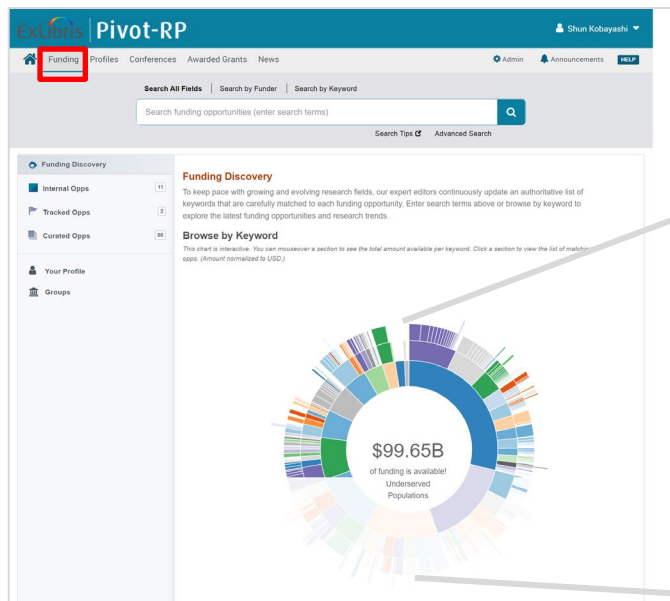 ExLibris Pivot-RP
Shun Kobayashi
Funding Profiles Conferences Awarded Grants News Admin Announcements HELP
Search All Fields Search by Funder Search by Keyword
Search funding opportunities (enter search terms)
Search Tips Advanced Search
Funding Discovery
Internal Opps 11
Tracked Opps 3
Curated Opps 86
Your Profile
Groups
Funding Discovery
To keep pace with growing and evolving research fields, our expert editors continuously update an authoritative list of
keywords that are carefully matched to each funding opportunity. Enter search terms above or browse by keyword to
explore the latest funding opportunities and research trends.
Browse by Keyword
This chart is interactive. You can mouseover a section to see the total amount available per keyword. Click a section to view the list of
opps. (Amount normalized to USD.)
$99.65B
of funding is available!
Underserved
Populations